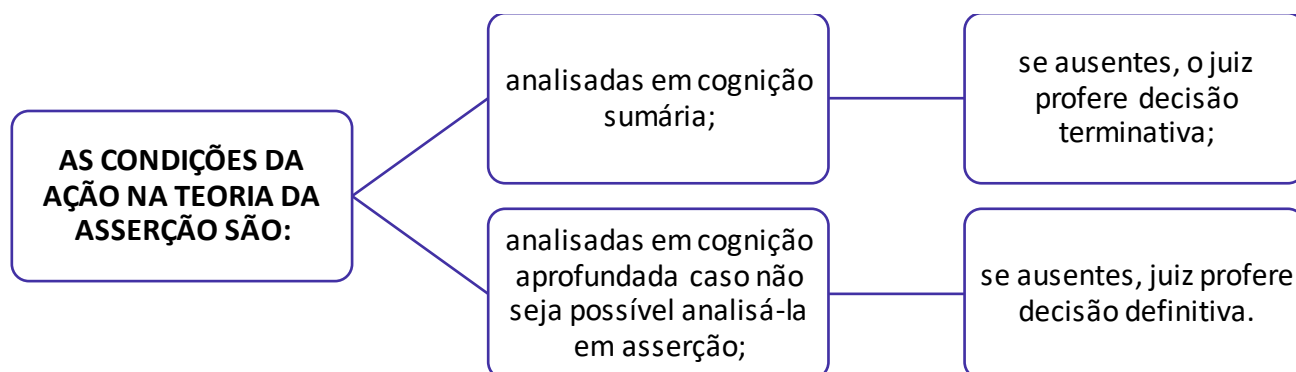 AS CONDIÇÕES DA
AÇÃO NA TEORIA DA
ASSERÇÃO SÃO:
analisadas em cognição
sumária;
se ausentes, o juiz
profere decisão
terminativa;
analisadas em cognição
aprofundada caso não
seja possível analisá-la
em asserção;
se ausentes, juiz profere
decisão definitiva.